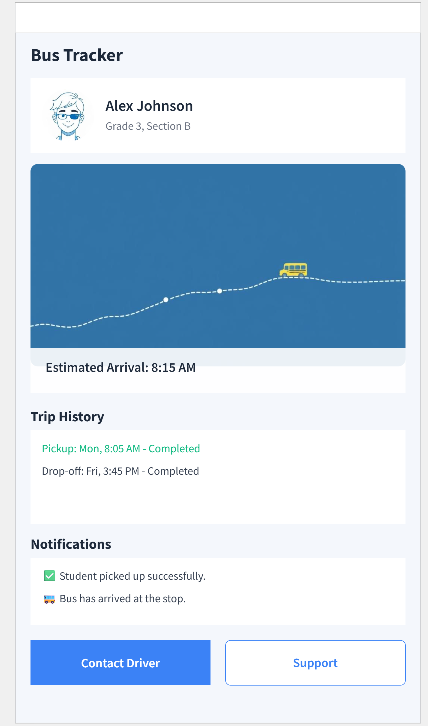 Bus Tracker
Alex Johnson
Grade 3, Section B
Estimated Arrival: 8:15 AM
Trip History
Pickup: Mon, 8:05 AM - Completed
Drop-off: Fri, 3:45 PM - Completed
Notifications
✅ Student picked up successfully.
🚌 Bus has arrived at the stop.
Contact Driver
Support